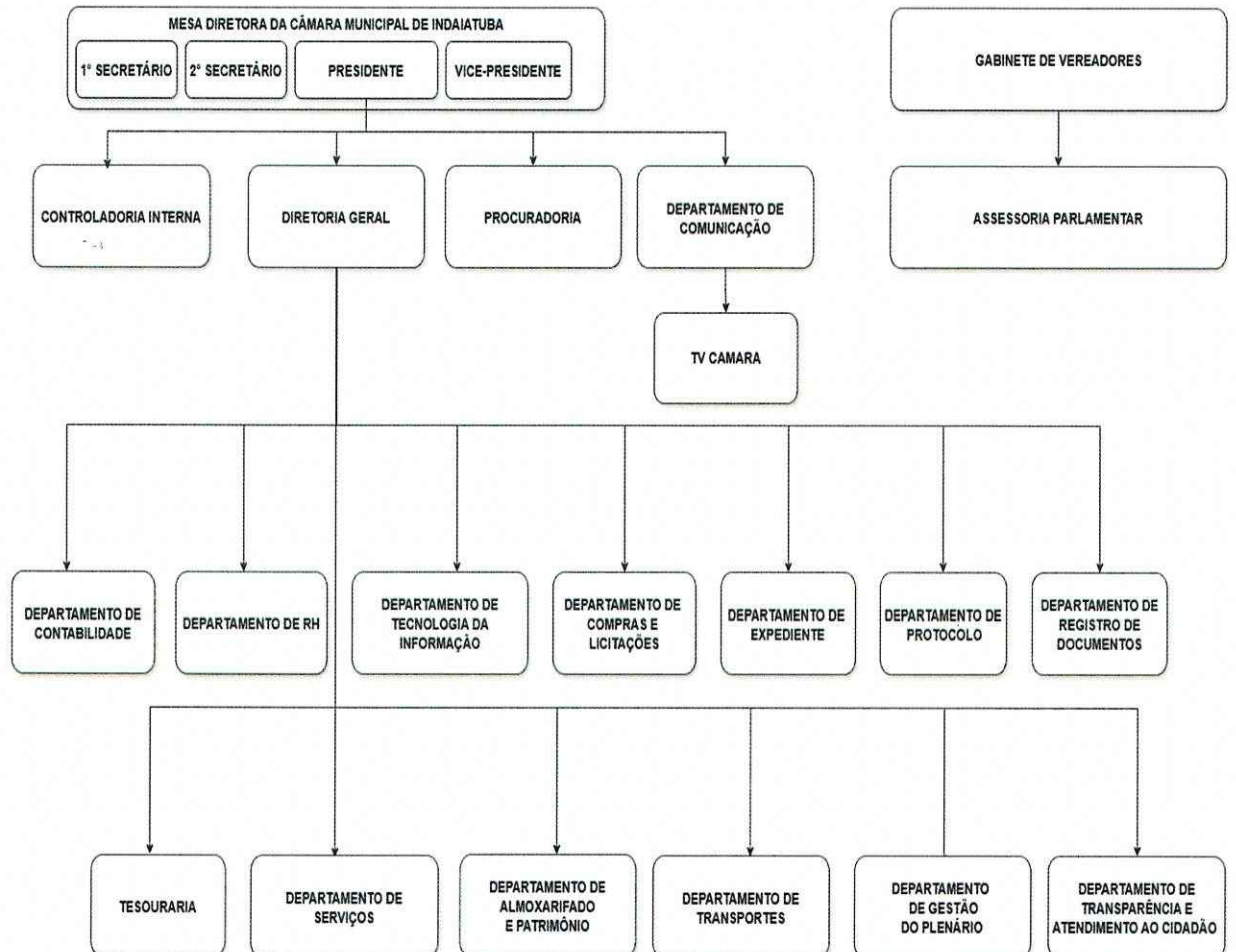 MESA DIRETORA DA CÂMARA MUNICIPAL DE INDAIATUBA
1° SECRETÁRIO
2° SECRETÁRIO
PRESIDENTE
VICE-PRESIDENTE
GABINETE DE VEREADORES
CONTROLADORIA INTERNA
DIRETORIA GERAL
PROCURADORIA
DEPARTAMENTO DE
COMUNICAÇÃO
ASSESSORIA PARLAMENTAR
TV CAMARA
DEPARTAMENTO DE
CONTABILIDADE
DEPARTAMENTO DE RH
DEPARTAMENTO DE
TECNOLOGIA DA
INFORMAÇÃO
DEPARTAMENTO DE
COMPRAS E
LICITAÇÕES
DEPARTAMENTO DE
EXPEDIENTE
DEPARTAMENTO DE
PROTOCOLO
DEPARTAMENTO DE
REGISTRO DE
DOCUMENTOS
TESOURARIA
DEPARTAMENTO DE
SERVIÇOS
DEPARTAMENTO DE
ALMOXARIFADO
E PATRIMÔNIO
DEPARTAMENTO DE
TRANSPORTES
DEPARTAMENTO
DE GESTÃO
DO PLENÁRIO
DEPARTAMENTO DE
TRANSPARÊNCIA E
ATENDIMENTO AO CIDADÃO